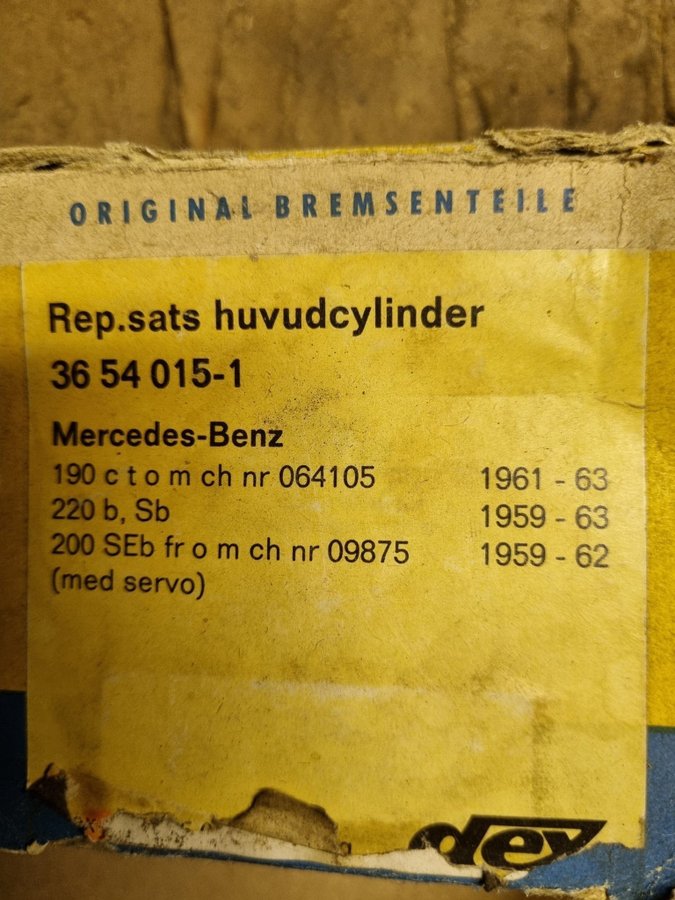 ORIGINAL BREMSENTEILE
Rep.sats huvudcylinder
36 54 015-1
Mercedes-Benz
190 c t o m ch nr 064105 1961 - 63
220 b, Sb 1959 - 63
200 SEb fr o m ch nr 09875 1959 - 62
(med servo)
dex